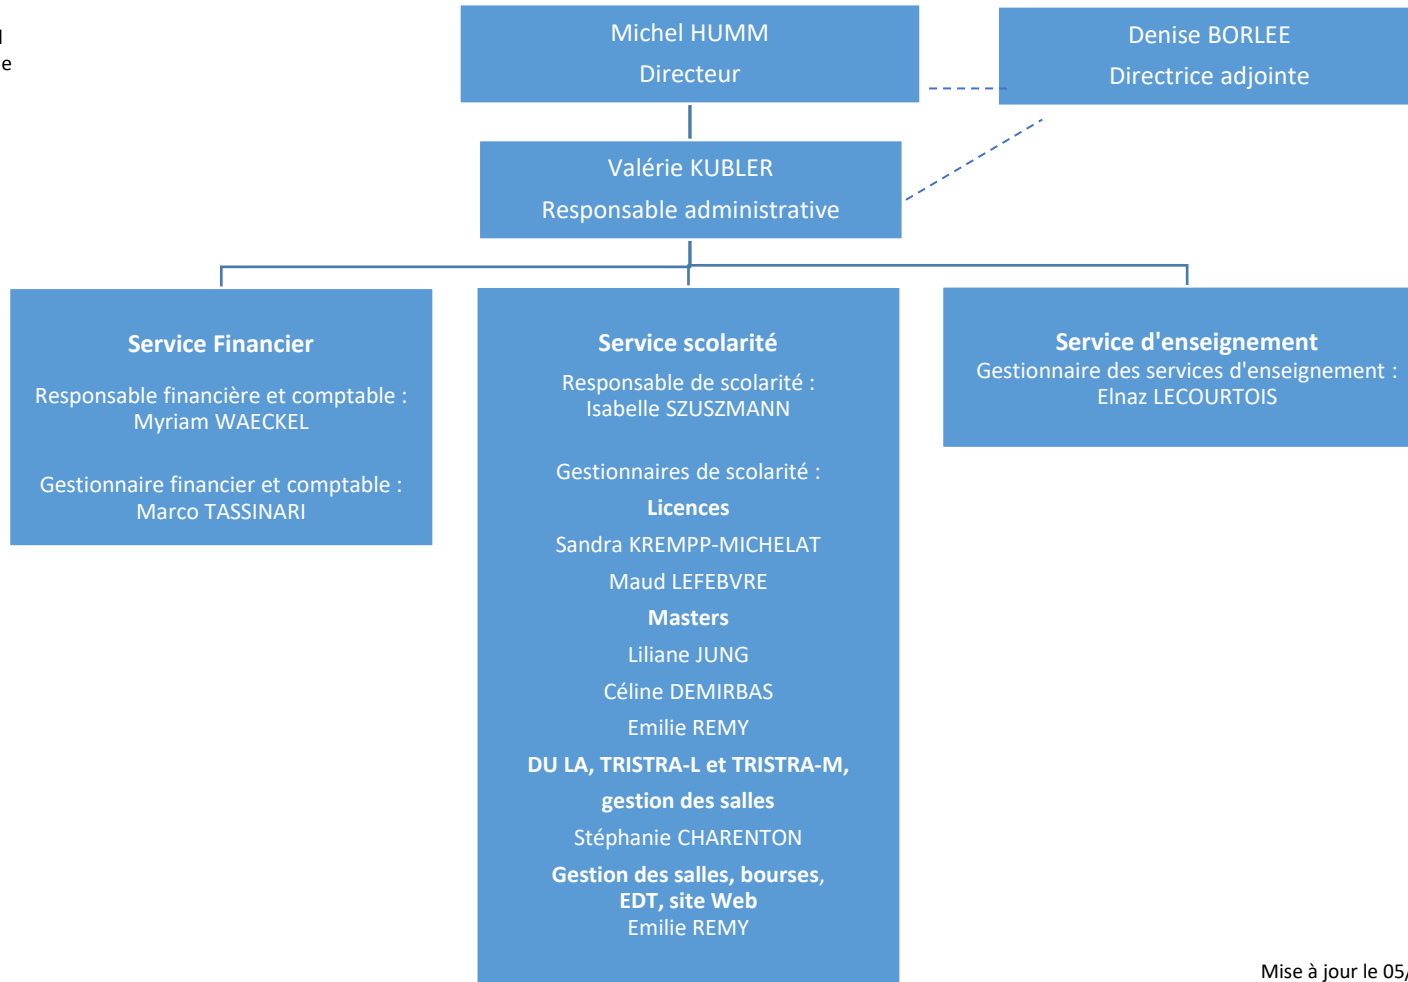 Michel HUMM
Directeur
Denise BORLEE
Directrice adjointe
Valérie KUBLER
Responsable administrative
Service Financier
Responsable financière et comptable :
Myriam WAECKEL
Gestionnaire financier et comptable :
Marco TASSINARI
Service scolarité
Responsable de scolarité :
Isabelle SZUSZMANN
Gestionnaires de scolarité :
Licences
Sandra KREMPP-MICHELAT
Maud LEFEBVRE
Masters
Liliane JUNG
Céline DEMIRBAS
Emilie REMY
DU LA, TRISTRA-L et TRISTRA-M,
gestion des salles
Stéphanie CHARENTON
Gestion des salles, bourses,
EDT, site Web
Emilie REMY
Service d'enseignement
Gestionnaire des services d'enseignement :
Elnaz LECOURTOIS
Mise à jour le 05/